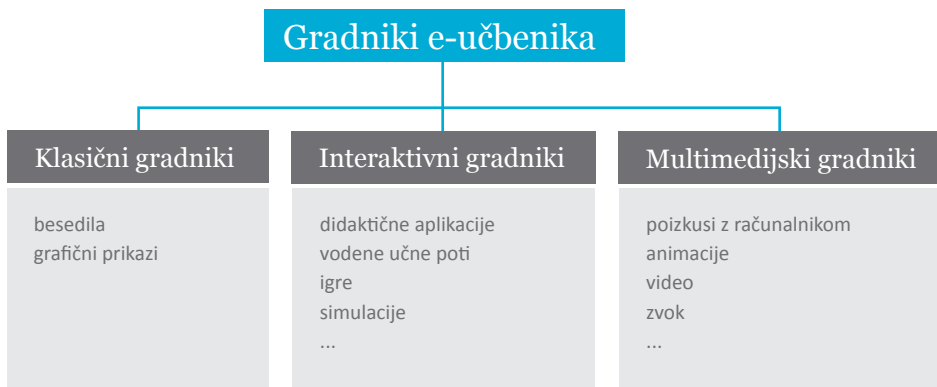 Gradniki e-učbenika
Klasični gradniki
besedila
grafični prikazi
Interaktivni gradniki
didaktične aplikacije
vodene učne poti
igre
simulacije
...
Multimedijski gradniki
poizkusi z računalnikom
animacije
video
zvok
...